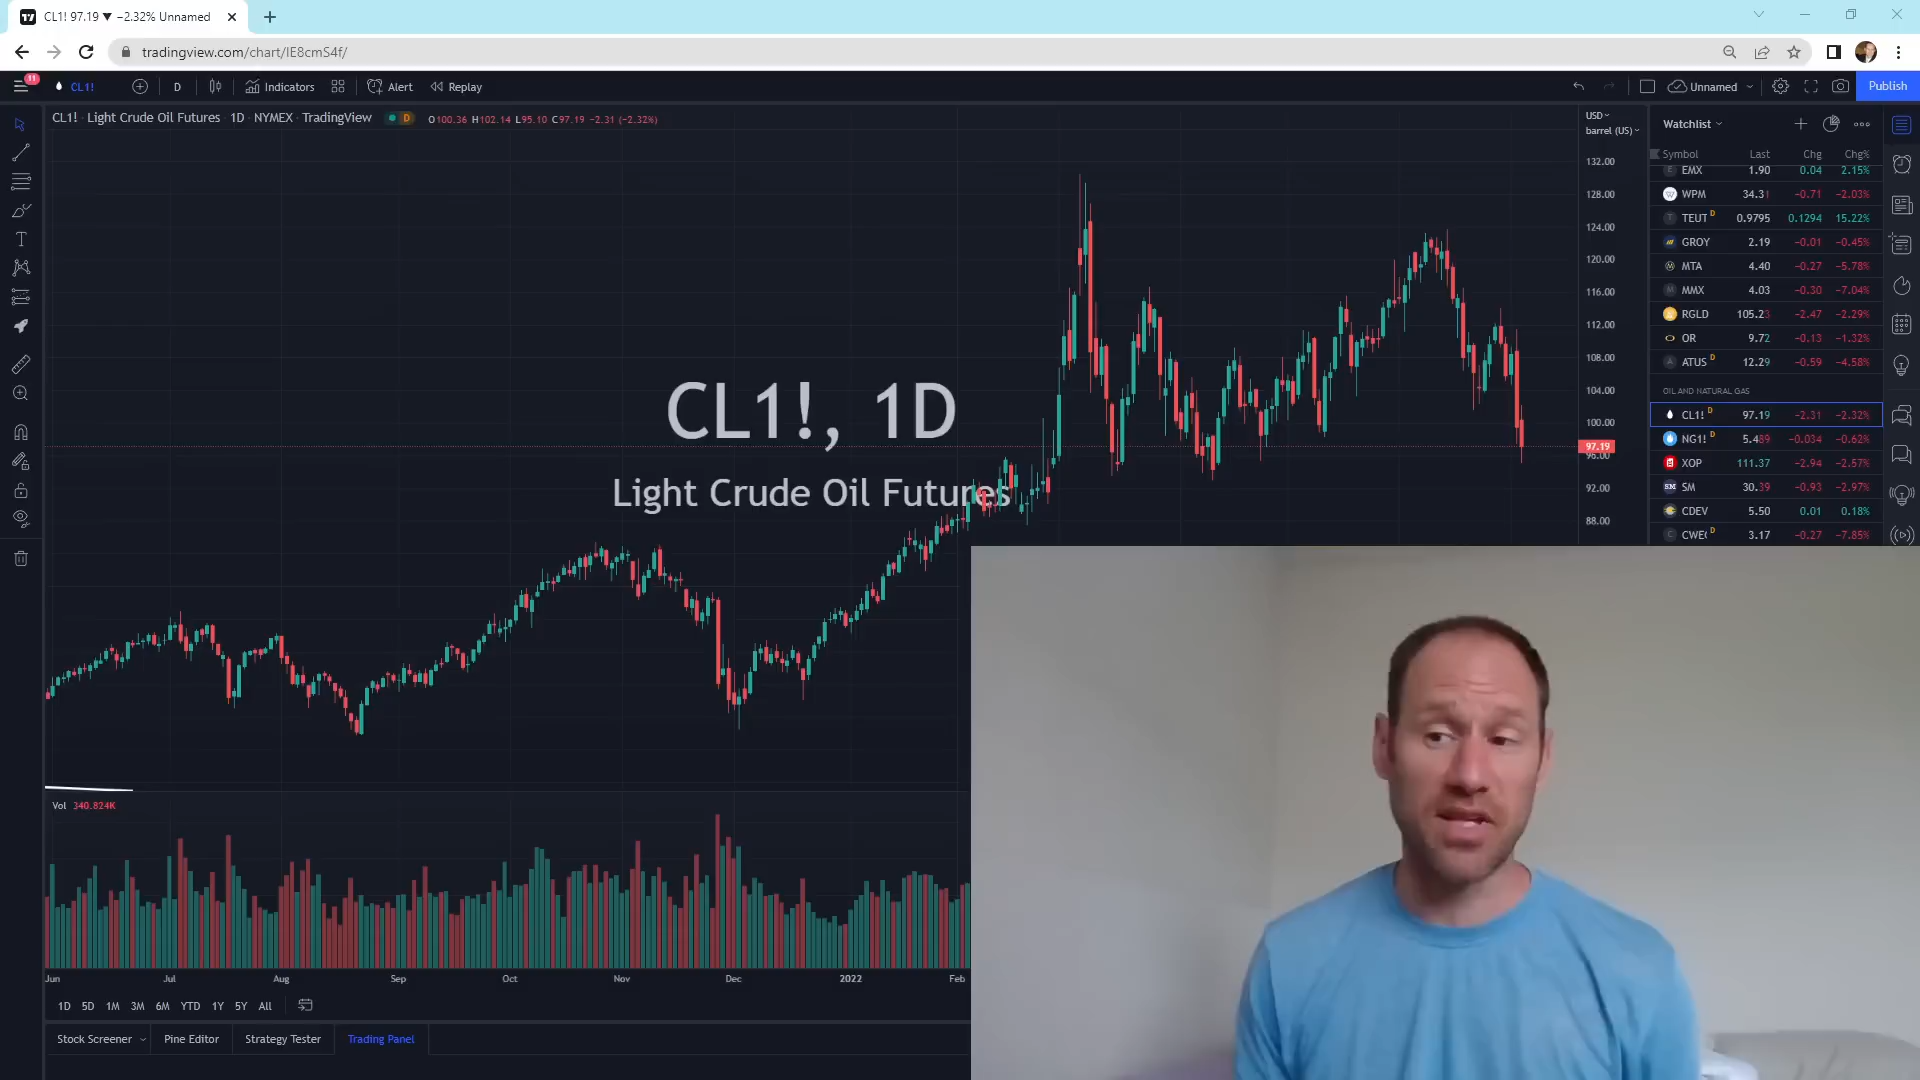 CL1! 97.19 ▼ −2.32% Unnamed
tradingview.com/chart/IE8cmS4f/
11
CL1!
D
Indicators
Alert
Replay
Unnamed
Publish
CL1! · Light Crude Oil Futures · 1D · NYMEX · TradingView
D
O100.36 H102.14 L95.10 C97.19 −2.31 (−2.32%)
USD
barrel (US)
132.00
128.00
124.00
120.00
116.00
112.00
108.00
104.00
100.00
97.19
96.00
92.00
88.00
CL1!, 1D
Light Crude Oil Futures
Watchlist
Symbol Last Chg Chg%
EMX 1.90 0.04 2.15%
WPM 34.31 −0.71 −2.03%
TEUT D 0.9795 0.1294 15.22%
GROY 2.19 −0.01 −0.45%
MTA 4.40 −0.27 −5.78%
MMX 4.03 −0.30 −7.04%
RGLD 105.23 −2.47 −2.29%
OR 9.72 −0.13 −1.32%
ATUS D 12.29 −0.59 −4.58%
OIL AND NATURAL GAS
CL1! D 97.19 −2.31 −2.32%
NG1! D 5.489 −0.034 −0.62%
XOP 111.37 −2.94 −2.57%
SM 30.39 −0.93 −2.97%
CDEV 5.50 0.01 0.18%
CWE D 3.17 −0.27 −7.85%
Vol 340.824K
Jun Jul Aug Sep Oct Nov Dec 2022 Feb
1D 5D 1M 3M 6M YTD 1Y 5Y All
Stock Screener
Pine Editor
Strategy Tester
Trading Panel